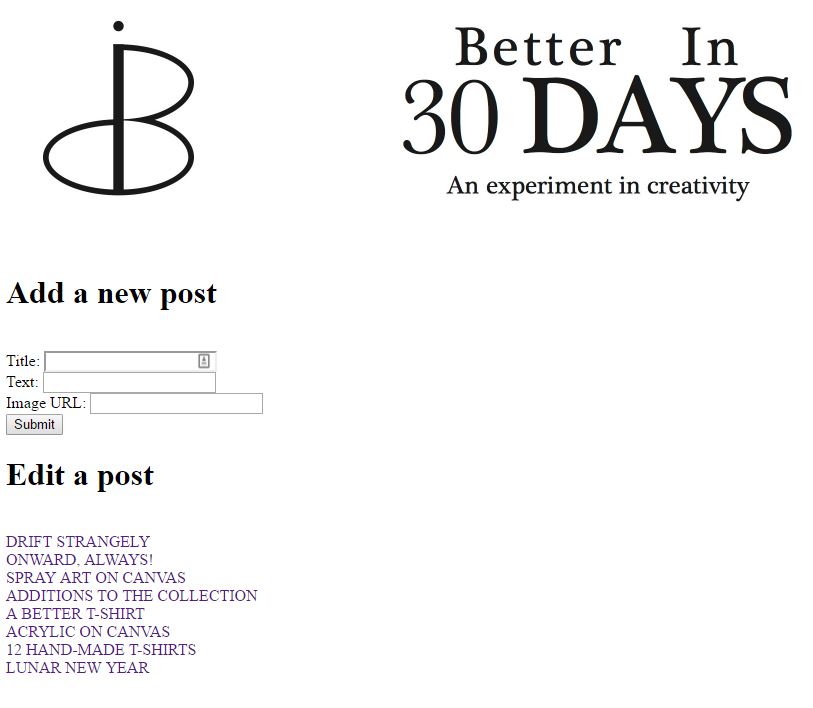 Better In
30 DAYS
An experiment in creativity
Add a new post
Title:
Text:
Image URL:
Submit
Edit a post
DRIFT STRANGELY
ONWARD, ALWAYS!
SPRAY ART ON CANVAS
ADDITIONS TO THE COLLECTION
A BETTER T-SHIRT
ACRYLIC ON CANVAS
12 HAND-MADE T-SHIRTS
LUNAR NEW YEAR